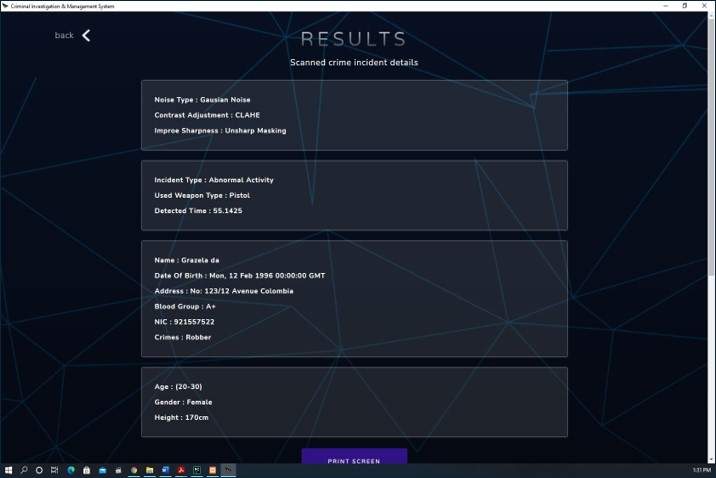 Criminal Investigation & Management System
back
RESULTS
Scanned crime incident details
Noise Type : Gausian Noise
Contrast Adjustment : CLAHE
Improe Sharpness : Unsharp Masking
Incident Type : Abnormal Activity
Used Weapon Type : Pistol
Detected Time : 55.1425
Name : Grazela da
Date Of Birth : Mon, 12 Feb 1996 00:00:00 GMT
Address : No: 123/12 Avenue Colombia
Blood Group : A+
NIC : 921557522
Crimes : Robber
Age : (20-30)
Gender : Female
Height : 170cm
PRINT SCREEN
1:31 PM